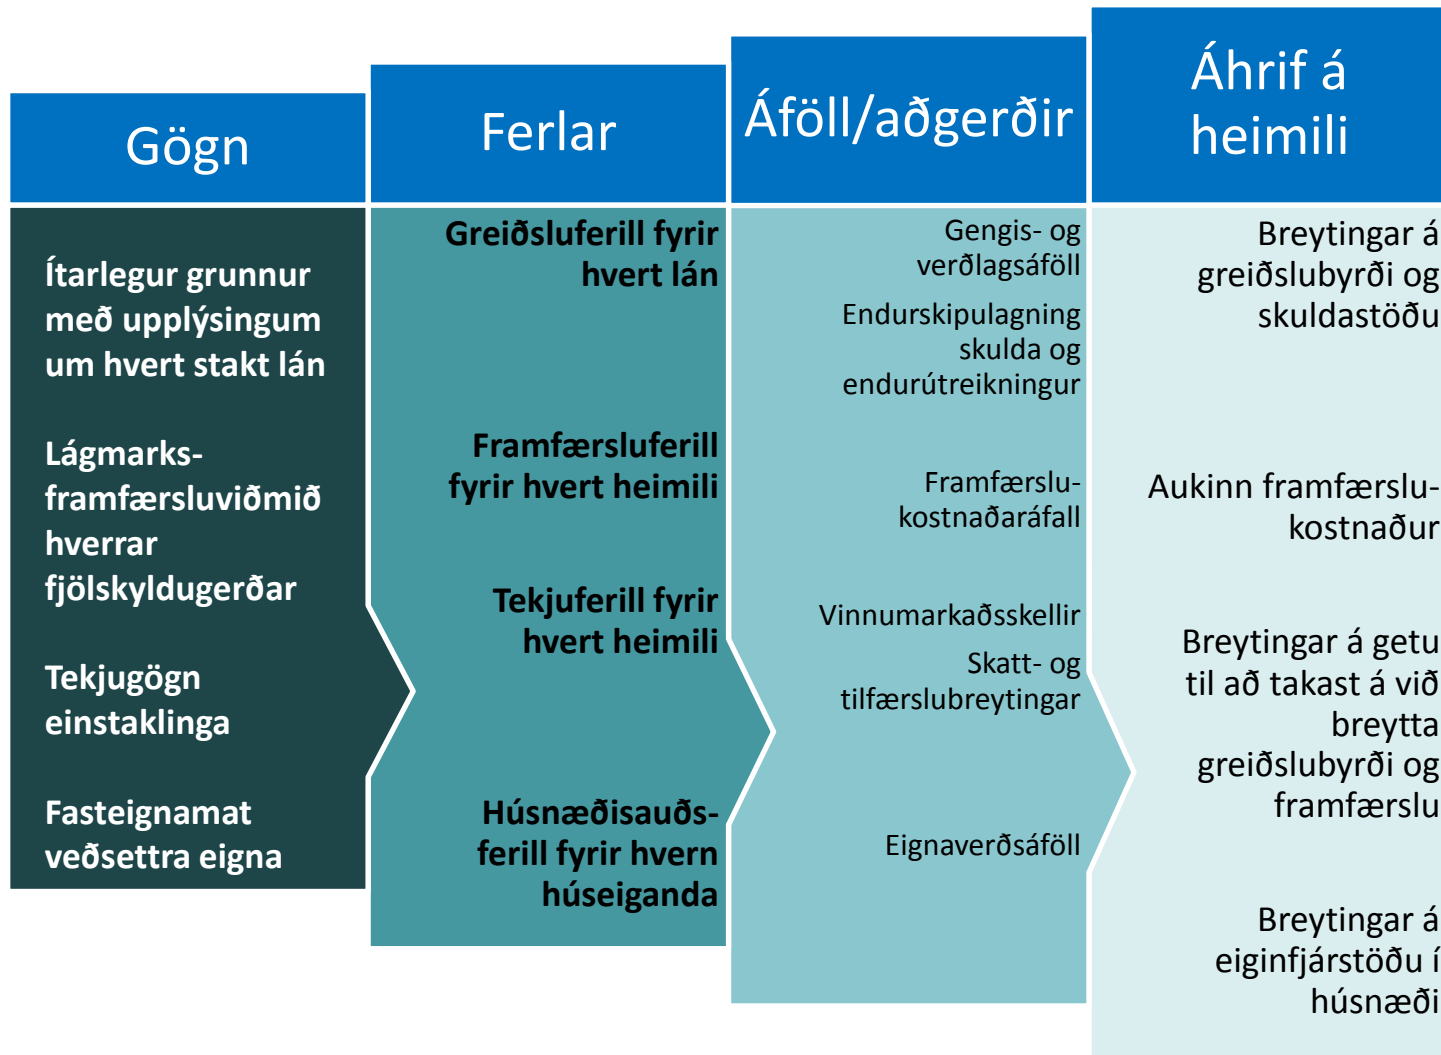 Gögn
Ítarlegur grunnur
með upplýsingum
um hvert stakt lán
Lágmarks-
framfærsluviðmið
hverrar
fjölskyldugerðar
Tekjugögn
einstaklinga
Fasteignamat
veðsettra eigna
Ferlar
Greiðsluferill fyrir
hvert lán
Framfærsluferill
fyrir hvert heimili
Tekjuferill fyrir
hvert heimili
Húsnæðisauðs-
ferill fyrir hvern
húseiganda
Áföll/aðgerðir
Gengis- og
verðlagsáföll
Endurskipulagning
skulda og
endurútreikningur
Framfærslu-
kostnaðaráfall
Vinnumarkaðsskellir
Skatt- og
tilfærslubreytingar
Eignaverðsáföll
Áhrif á
heimili
Breytingar á
greiðslubyrði og
skuldastöðu
Aukinn framfærslu-
kostnaður
Breytingar á getu
til að takast á við
breytta
greiðslubyrði og
framfærslu
Breytingar á
eiginfjárstöðu í
húsnæði